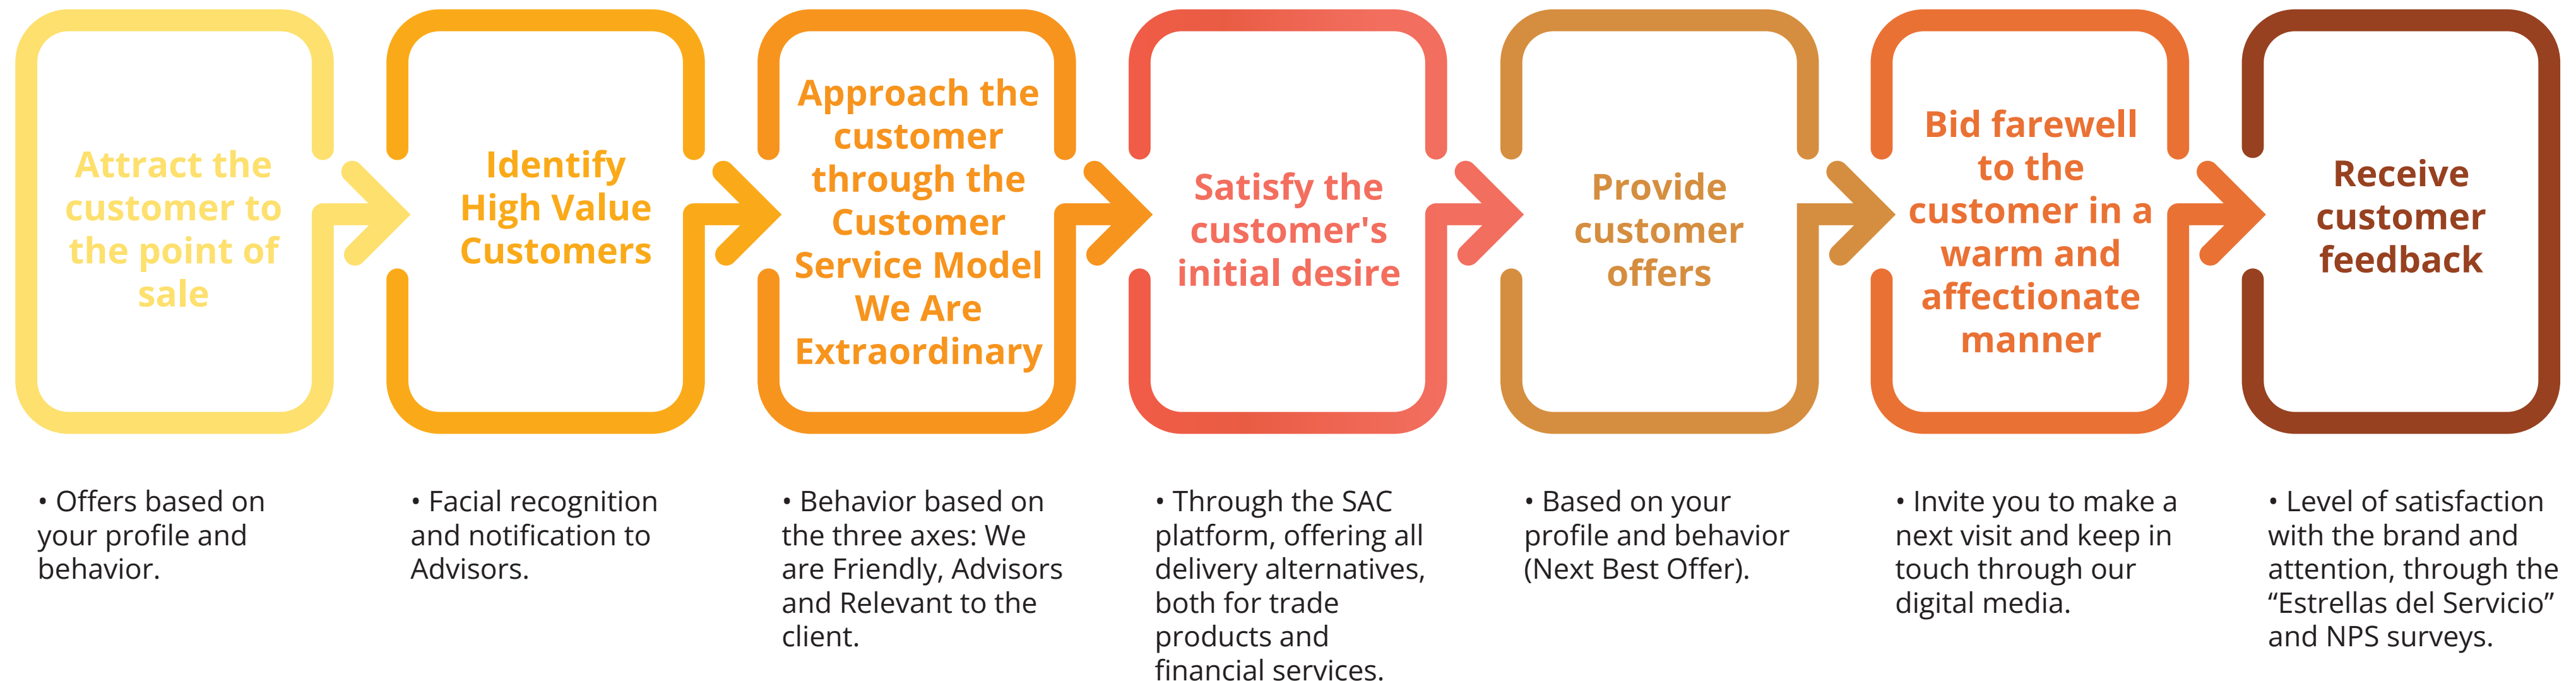 Attract the
customer to
the point of
sale
Identify
High Value
Customers
Approach the
customer
through the
Customer
Service Model
We Are
Extraordinary
Satisfy the
customer's
initial desire
Provide
customer
offers
Bid farewell
to the
customer in a
warm and
affectionate
manner
Receive
customer
feedback
• Offers based on
your profile and
behavior.
• Facial recognition
and notification to
Advisors.
• Behavior based on
the three axes: We
are Friendly, Advisors
and Relevant to the
client.
• Through the SAC
platform, offering all
delivery alternatives,
both for trade
products and
financial services.
• Based on your
profile and behavior
(Next Best Offer).
• Invite you to make a
next visit and keep in
touch through our
digital media.
• Level of satisfaction
with the brand and
attention, through the
“Estrellas del Servicio”
and NPS surveys.